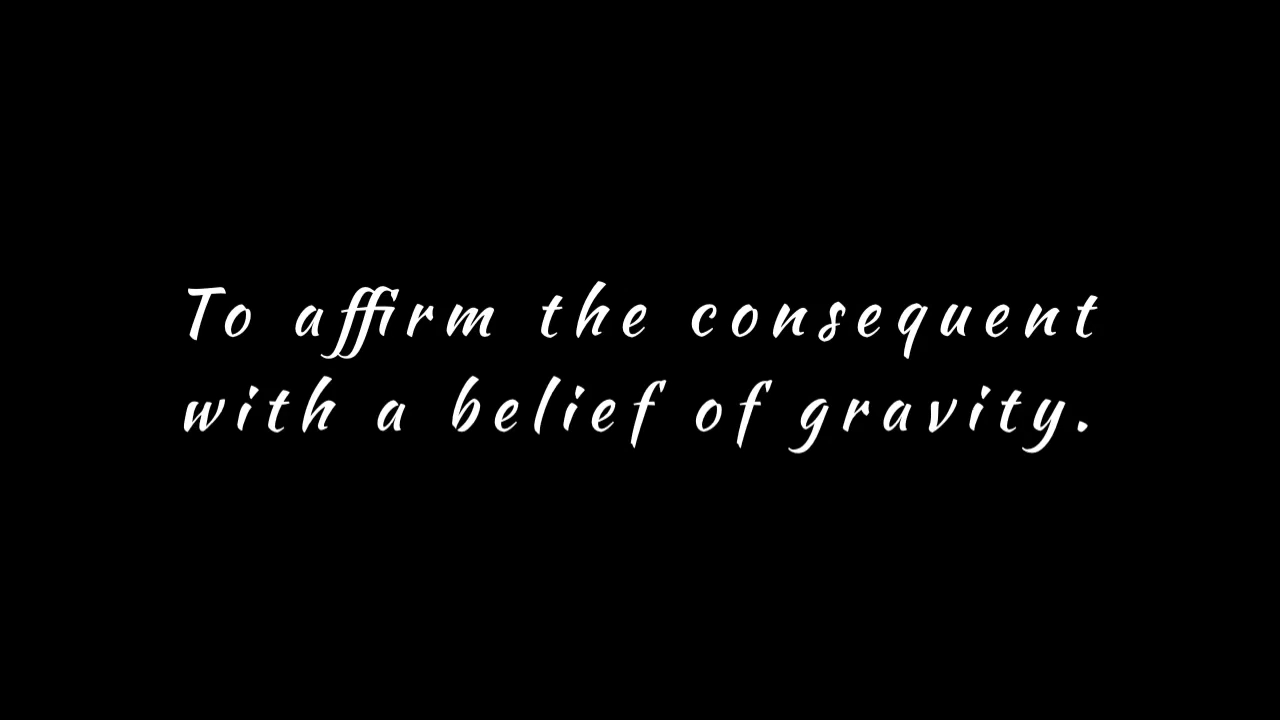 To affirm the consequent
with a belief of gravity.